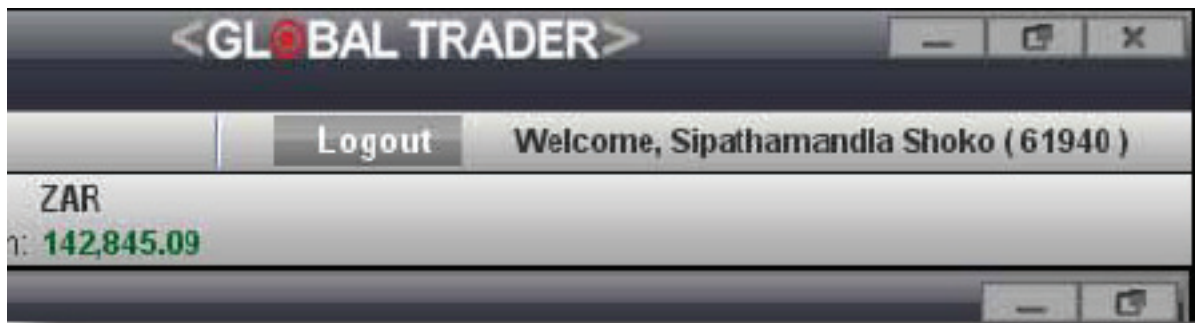 <GLOBAL TRADER>
Logout Welcome, Sipathamandla Shoko ( 61940 )
ZAR
142,845.09